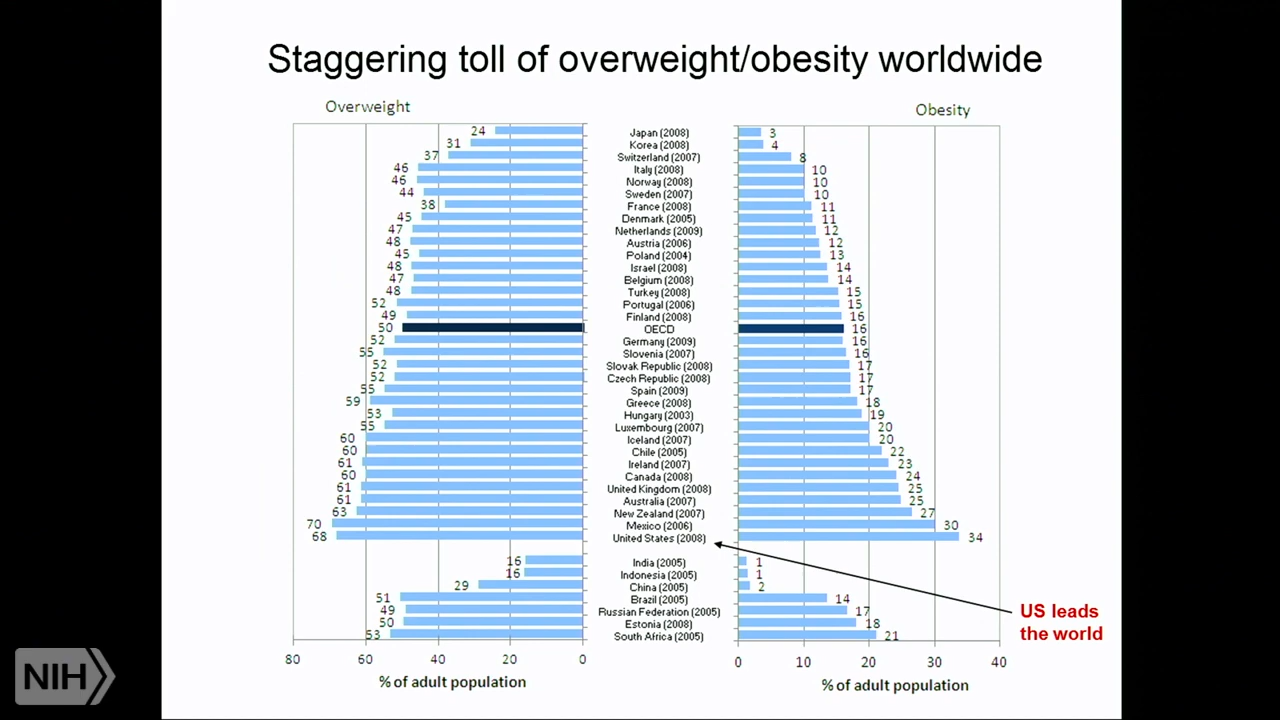 Staggering toll of overweight/obesity worldwide
Overweight
Obesity
24 Japan (2008) 3
31 Korea (2008) 4
37 Switzerland (2007) 8
46 Italy (2008) 10
46 Norway (2008) 10
44 Sweden (2007) 10
38 France (2008) 11
45 Denmark (2005) 11
47 Netherlands (2009) 12
48 Austria (2006) 12
45 Poland (2004) 13
48 Israel (2008) 14
47 Belgium (2008) 14
48 Turkey (2008) 15
52 Portugal (2006) 15
49 Finland (2008) 16
50 OECD 16
52 Germany (2009) 16
55 Slovenia (2007) 16
52 Slovak Republic (2008) 17
52 Czech Republic (2008) 17
55 Spain (2009) 17
59 Greece (2008) 18
53 Hungary (2003) 19
55 Luxembourg (2007) 20
60 Iceland (2007) 20
60 Chile (2005) 22
61 Ireland (2007) 23
60 Canada (2008) 24
61 United Kingdom (2008) 25
61 Australia (2007) 25
63 New Zealand (2007) 27
70 Mexico (2006) 30
68 United States (2008) 34
16 India (2005) 1
16 Indonesia (2005) 1
29 China (2005) 2
51 Brazil (2005) 14
49 Russian Federation (2005) 17
50 Estonia (2008) 18
53 South Africa (2005) 21
US leads
the world
80 60 40 20 0
0 10 20 30 40
% of adult population
% of adult population
NIH